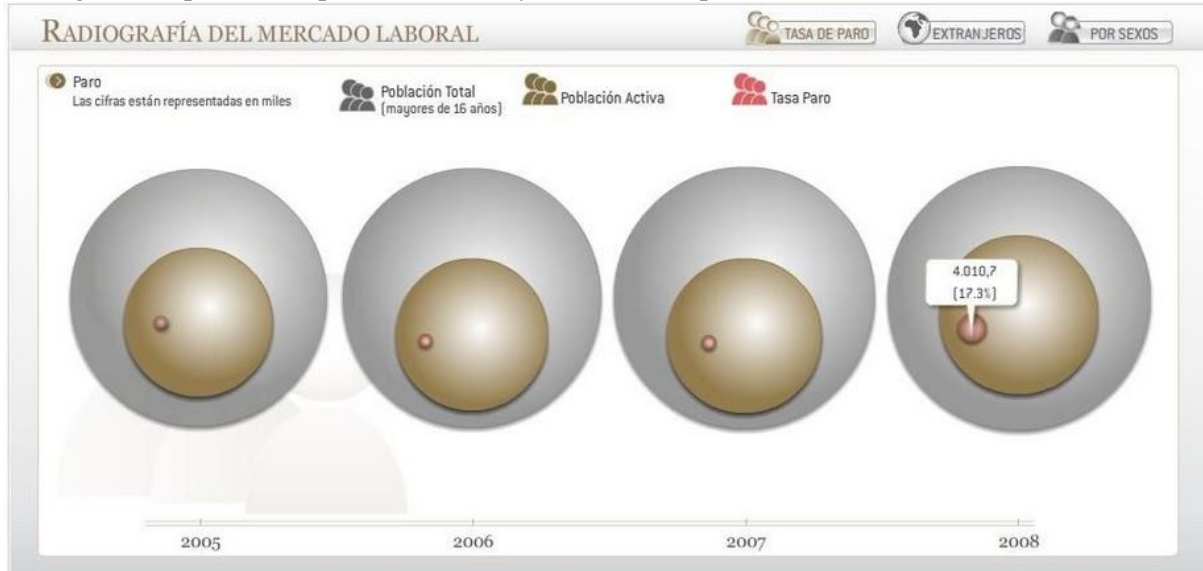 RADIOGRAFÍA DEL MERCADO LABORAL
TASA DE PARO
EXTRANJEROS
POR SEXOS
Paro
Las cifras están representadas en miles
Población Total
(mayores de 16 años)
Población Activa
Tasa Paro
4.010,7
(17.3%)
2005
2006
2007
2008